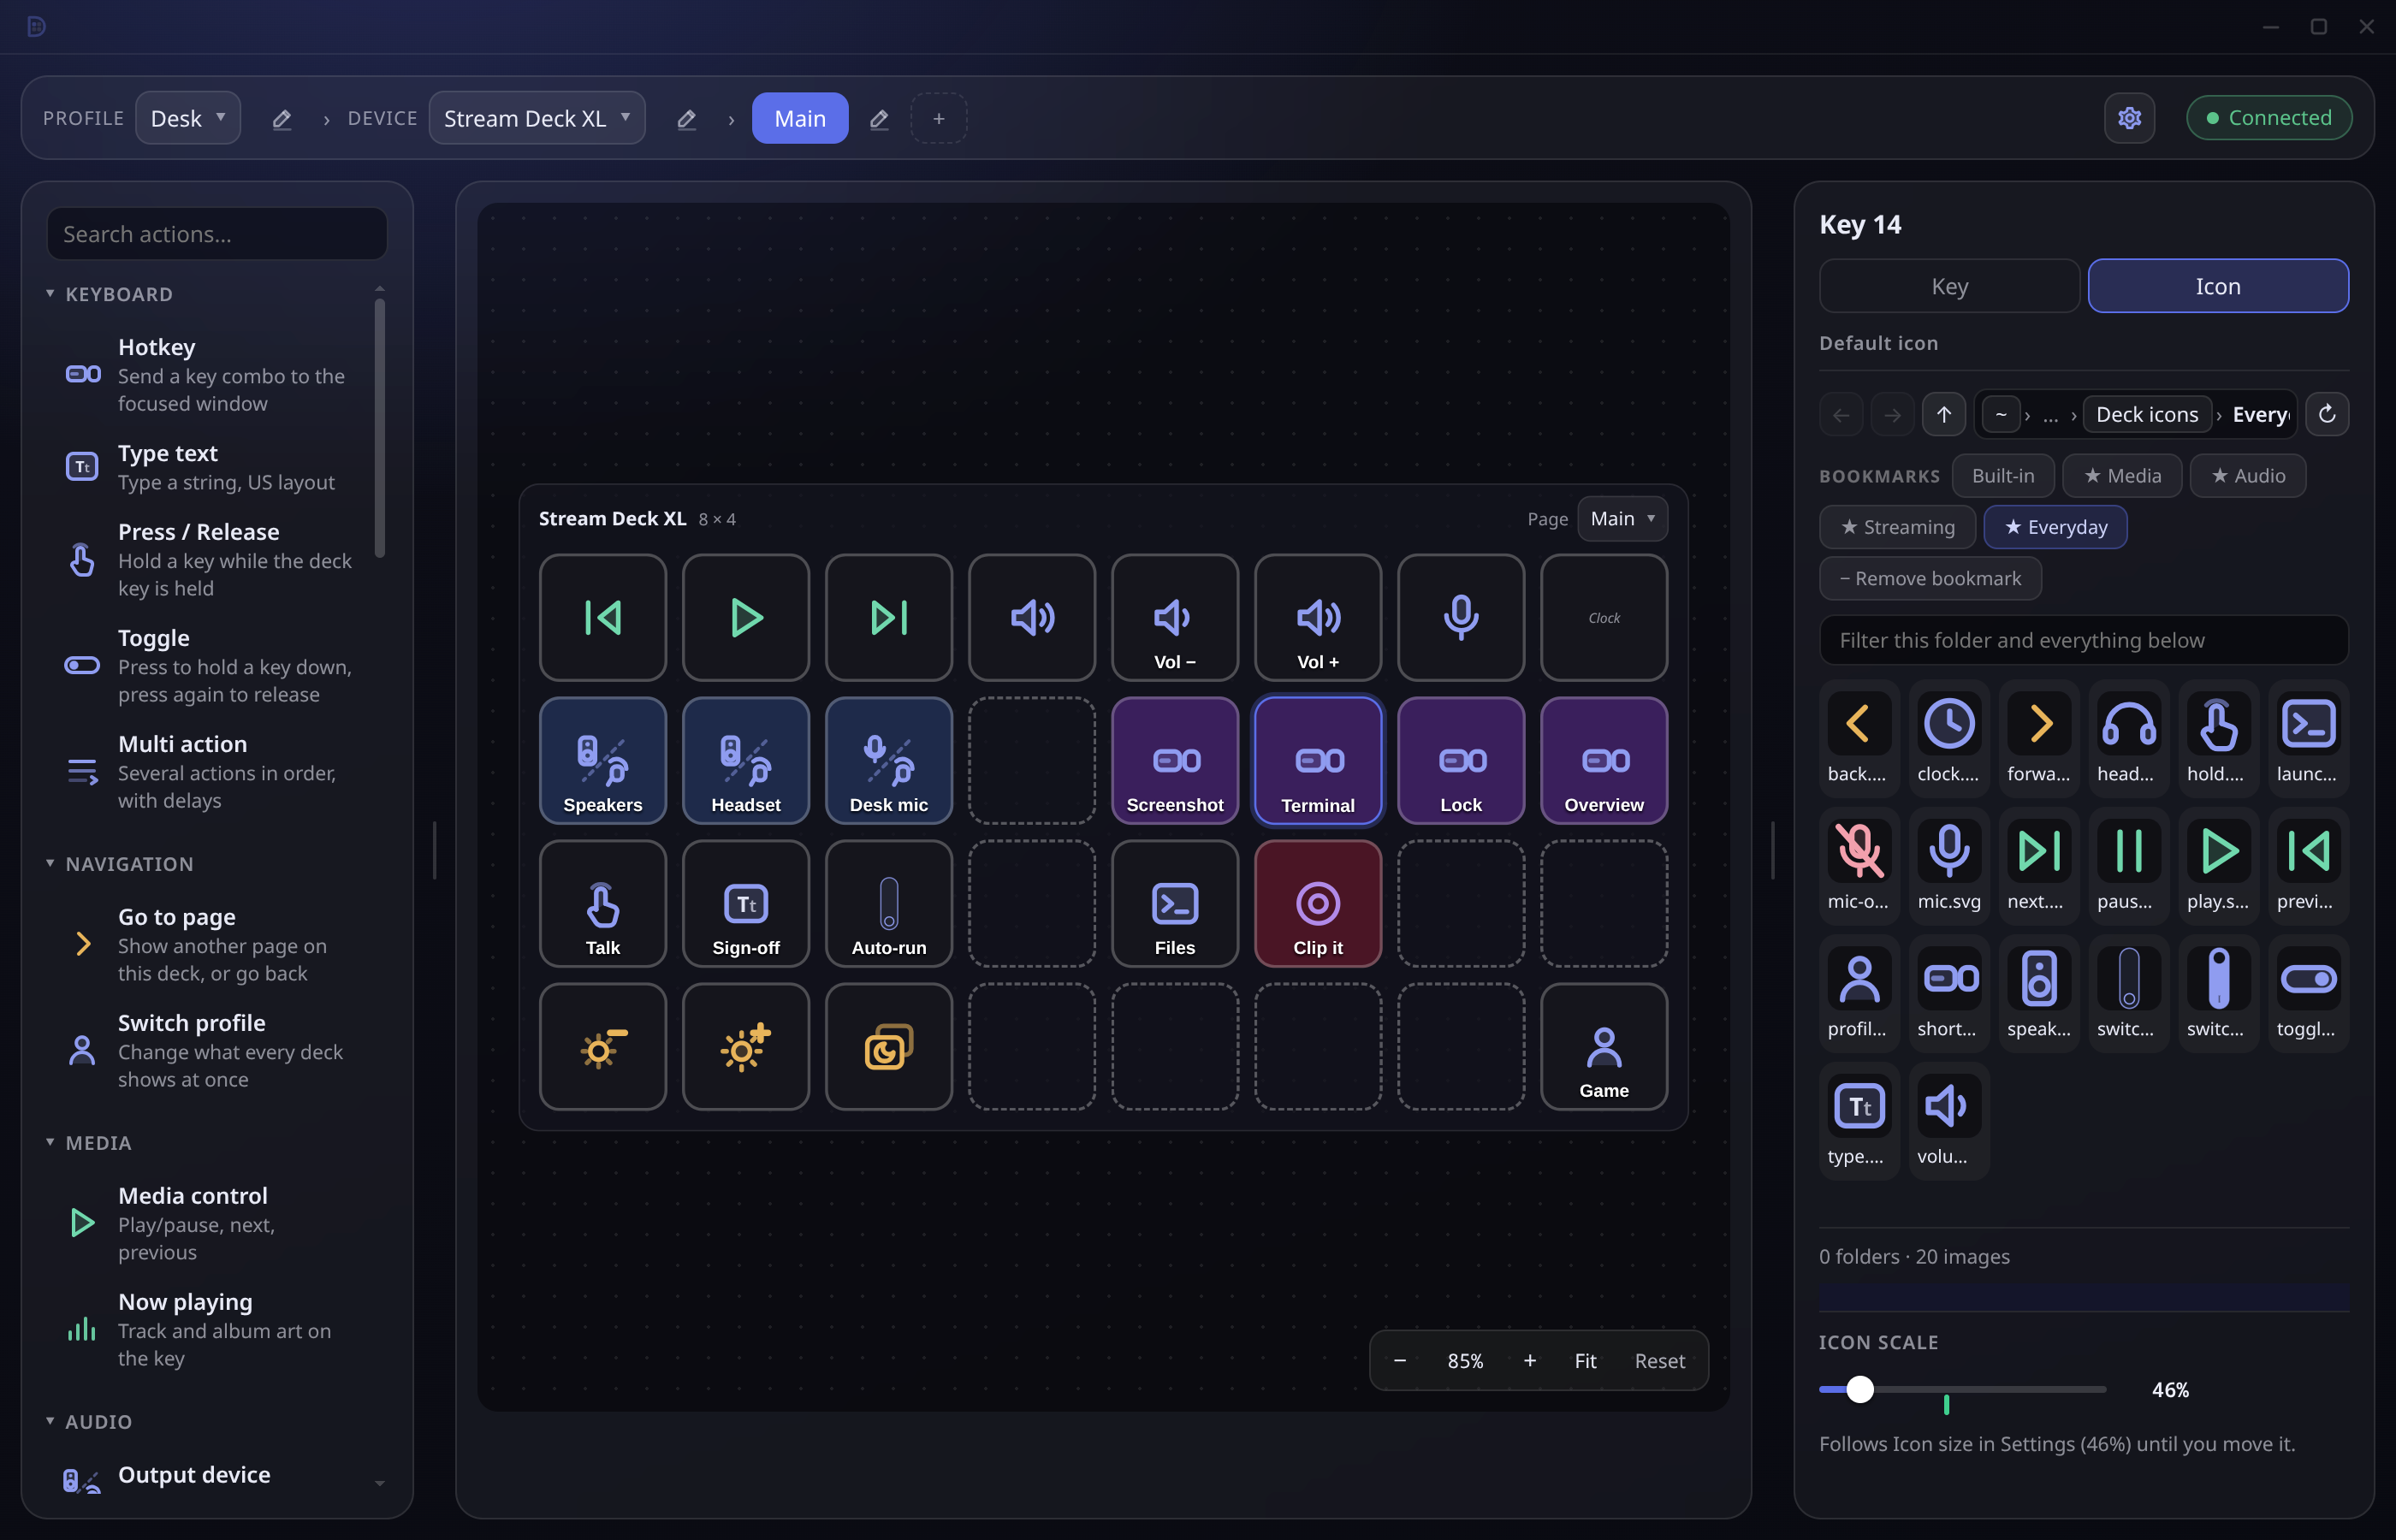 PROFILE Desk DEVICE Stream Deck XL Main + Connected
Search actions...
KEYBOARD
Hotkey
Send a key combo to the
focused window
Type text
Type a string, US layout
Press / Release
Hold a key while the deck
key is held
Toggle
Press to hold a key down,
press again to release
Multi action
Several actions in order,
with delays
NAVIGATION
Go to page
Show another page on
this deck, or go back
Switch profile
Change what every deck
shows at once
MEDIA
Media control
Play/pause, next,
previous
Now playing
Track and album art on
the key
AUDIO
Output device
Stream Deck XL 8 × 4 Page Main
Vol − Vol + Clock
Speakers Headset Desk mic Screenshot Terminal Lock Overview
Talk Tt Sign-off Auto-run Files Clip it
Game
− 85% + Fit Reset
Key 14
Key Icon
Default icon
~ › ... › Deck icons › Every
BOOKMARKS Built-in ★ Media ★ Audio
★ Streaming ★ Everyday
− Remove bookmark
Filter this folder and everything below
back.... clock.... forwa... head... hold.... launc...
mic-o... mic.svg next.... paus... play.s... previ...
profil... short... speak... switc... switc... toggl...
Tt
type.... volu...
0 folders · 20 images
ICON SCALE
46%
Follows Icon size in Settings (46%) until you move it.